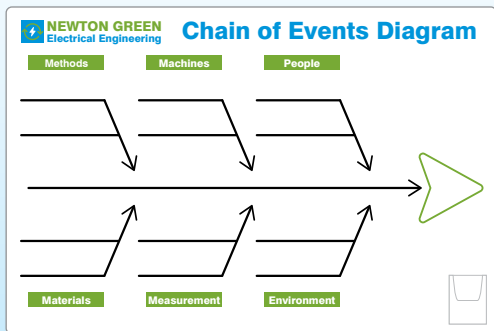 NEWTON GREEN
Electrical Engineering
Chain of Events Diagram
Methods
Machines
People
Materials
Measurement
Environment